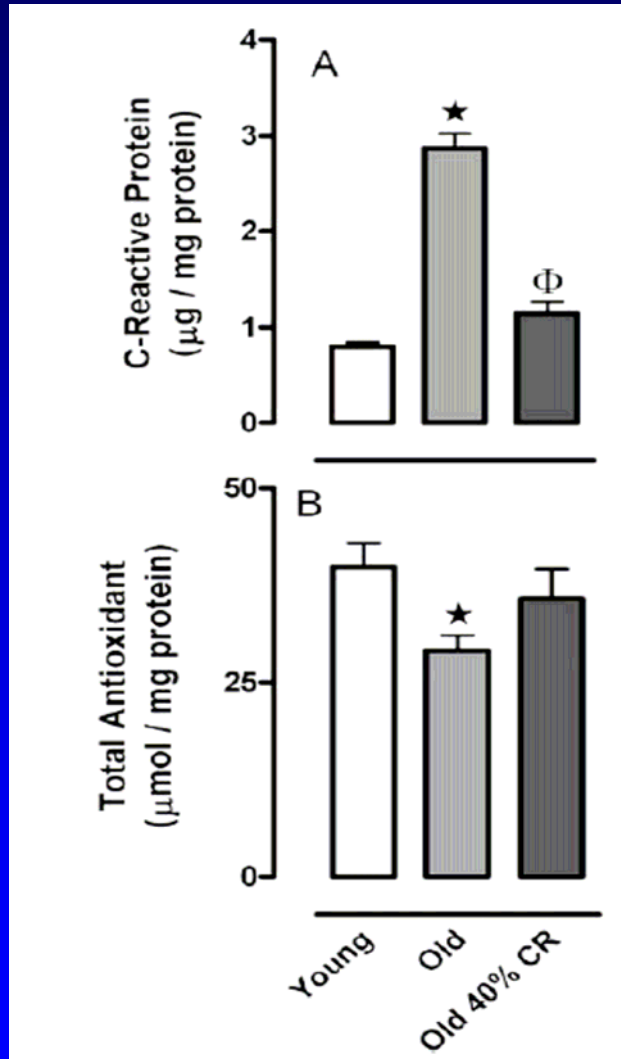 A
C-Reactive Protein
(μg / mg protein)
4
3
2
1
0
★
Φ
B
Total Antioxidant
(μmol / mg protein)
50
25
0
★
Young
Old
Old 40% CR